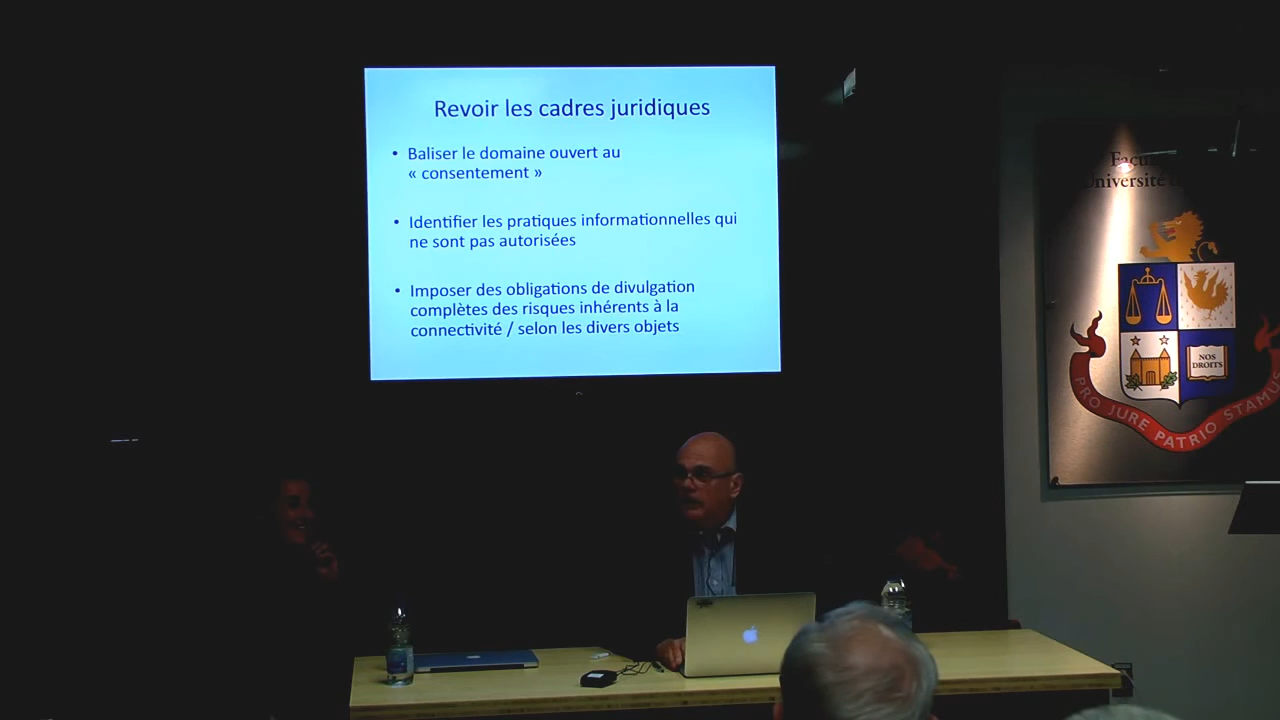 Revoir les cadres juridiques
• Baliser le domaine ouvert au
« consentement »
• Identifier les pratiques informationnelles qui
ne sont pas autorisées
• Imposer des obligations de divulgation
complètes des risques inhérents à la
connectivité / selon les divers objets
Université
NOS
DROITS
PRO JURE PATRIO STAMUS